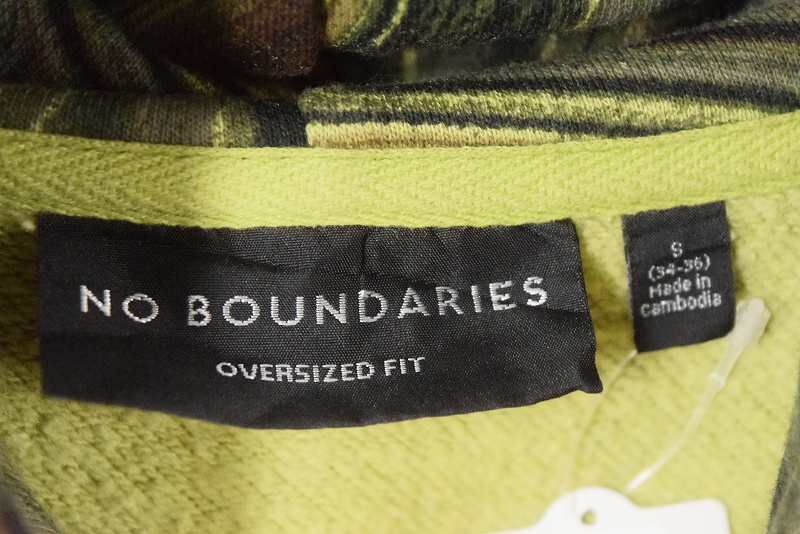 NO BOUNDARIES
OVERSIZED FIT
S
(34-36)
Made in
Cambodia